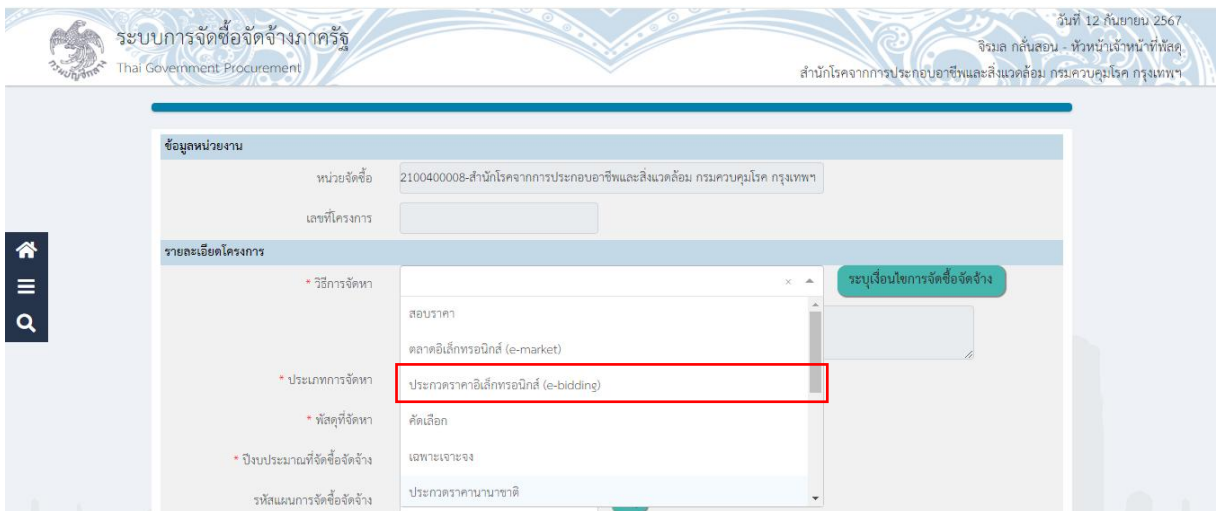 วันที่ 12 กันยายน 2567
ระบบการจัดซื้อจัดจ้างภาครัฐ
จิรมล กลั่นสอน - หัวหน้าเจ้าหน้าที่พัสดุ
Thai Government Procurement
สำนักโรคจากการประกอบอาชีพและสิ่งแวดล้อม กรมควบคุมโรค กรุงเทพฯ
กรมบัญชีกลาง
ข้อมูลหน่วยงาน
หน่วยจัดซื้อ 2100400008-สำนักโรคจากการประกอบอาชีพและสิ่งแวดล้อม กรมควบคุมโรค กรุงเทพฯ
เลขที่โครงการ
รายละเอียดโครงการ
* วิธีการจัดหา × ระบุเงื่อนไขการจัดซื้อจัดจ้าง
สอบราคา
ตลาดอิเล็กทรอนิกส์ (e-market)
* ประเภทการจัดหา ประกวดราคาอิเล็กทรอนิกส์ (e-bidding)
* พัสดุที่จัดหา คัดเลือก
* ปีงบประมาณที่จัดซื้อจัดจ้าง เฉพาะเจาะจง
รหัสแผนการจัดซื้อจัดจ้าง ประกวดราคานานาชาติ